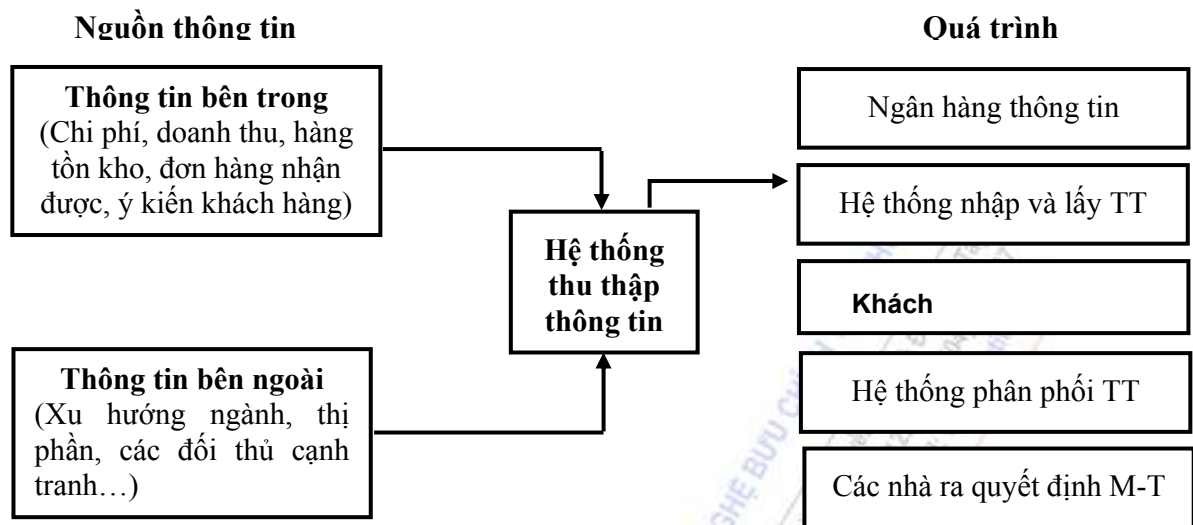 Nguồn thông tin
Thông tin bên trong
(Chi phí, doanh thu, hàng
tồn kho, đơn hàng nhận
được, ý kiến khách hàng)
Thông tin bên ngoài
(Xu hướng ngành, thị
phần, các đối thủ cạnh
tranh…)
Hệ thống
thu thập
thông tin
Quá trình
Ngân hàng thông tin
Hệ thống nhập và lấy TT
Khách
Hệ thống phân phối TT
Các nhà ra quyết định M-T